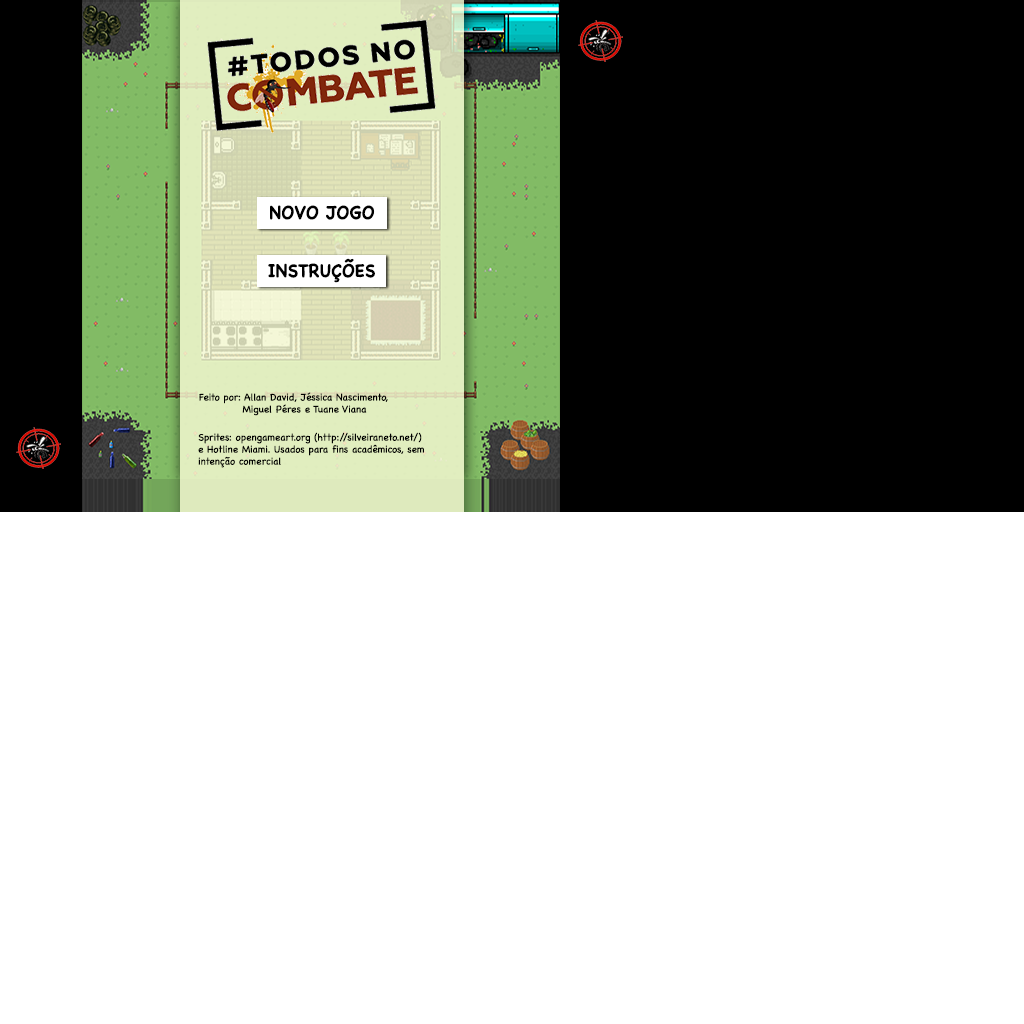 #TODOS NO
COMBATE
NOVO JOGO
INSTRUÇÕES
Feito por: Allan David, Jéssica Nascimento,
Miguel Péres e Tuane Viana
Sprites: opengameart.org (http://silveiraneto.net/)
e Hotline Miami. Usados para fins acadêmicos, sem
intenção comercial